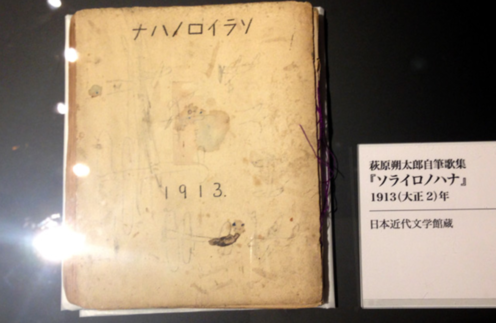 ソライロノハナ
1913.
萩原朔太郎自筆歌集
『ソライロノハナ』
1913(大正2)年
日本近代文学館蔵